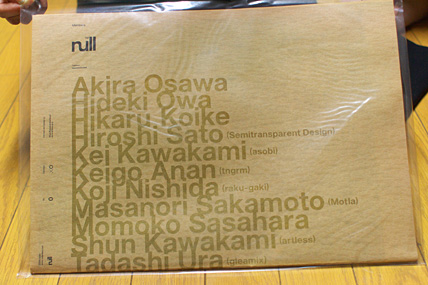 null
Akira Osawa
Hideki Owa
Hikaru Koike
Hiroshi Sato (Semitransparent Design)
Kei Kawakami (asobi)
Keigo Anan (tngrm)
Koji Nishida (raku-gaki)
Masanori Sakamoto (Motla)
Momoko Sasahara
Shun Kawakami (artless)
Tadashi Ura (gleamix)